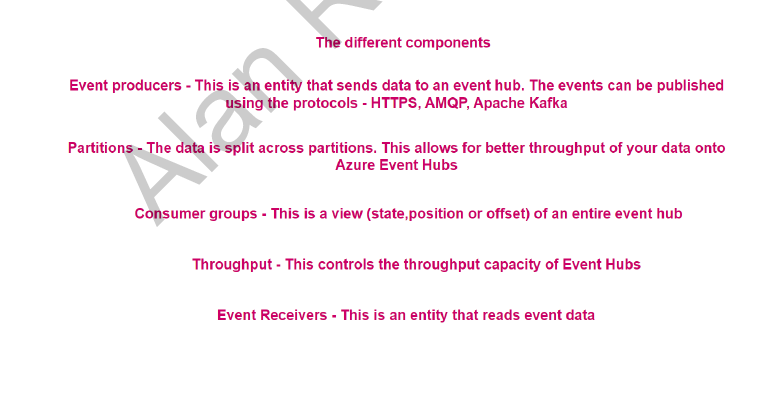 The different components
Event producers - This is an entity that sends data to an event hub. The events can be published
using the protocols - HTTPS, AMQP, Apache Kafka
Partitions - The data is split across partitions. This allows for better throughput of your data onto
Azure Event Hubs
Consumer groups - This is a view (state,position or offset) of an entire event hub
Throughput - This controls the throughput capacity of Event Hubs
Event Receivers - This is an entity that reads event data
Alan